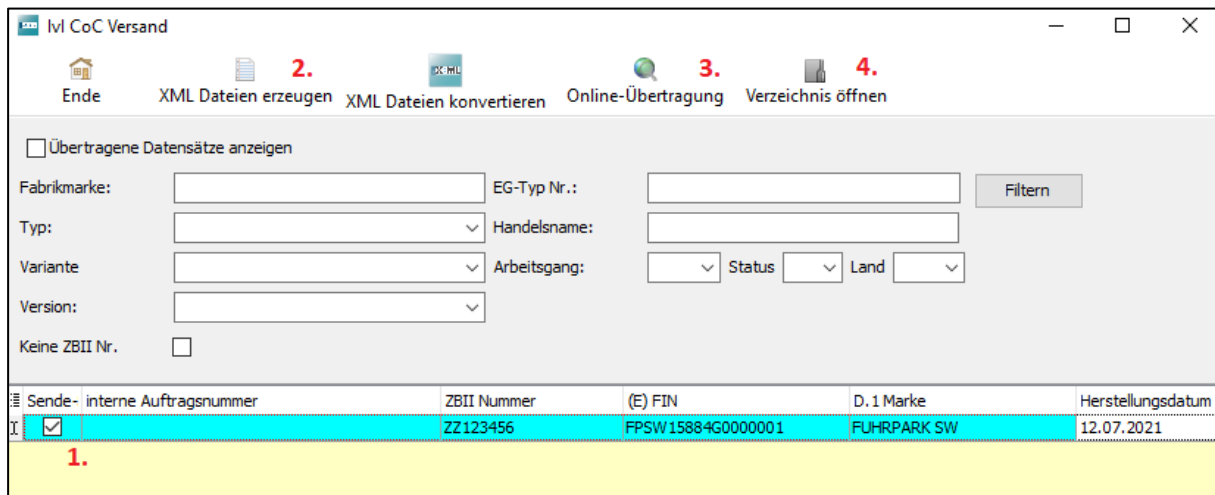 lvl CoC Versand
2. 3. 4.
Ende XML Dateien erzeugen XML Dateien konvertieren Online-Übertragung Verzeichnis öffnen
Übertragene Datensätze anzeigen
Fabrikmarke: EG-Typ Nr.: Filtern
Typ: Handelsname:
Variante Arbeitsgang: Status Land
Version:
Keine ZBII Nr.
Sende- interne Auftragsnummer ZBII Nummer (E) FIN D.1 Marke Herstellungsdatum
ZZ123456 FPSW15884G0000001 FUHRPARK SW 12.07.2021
1.